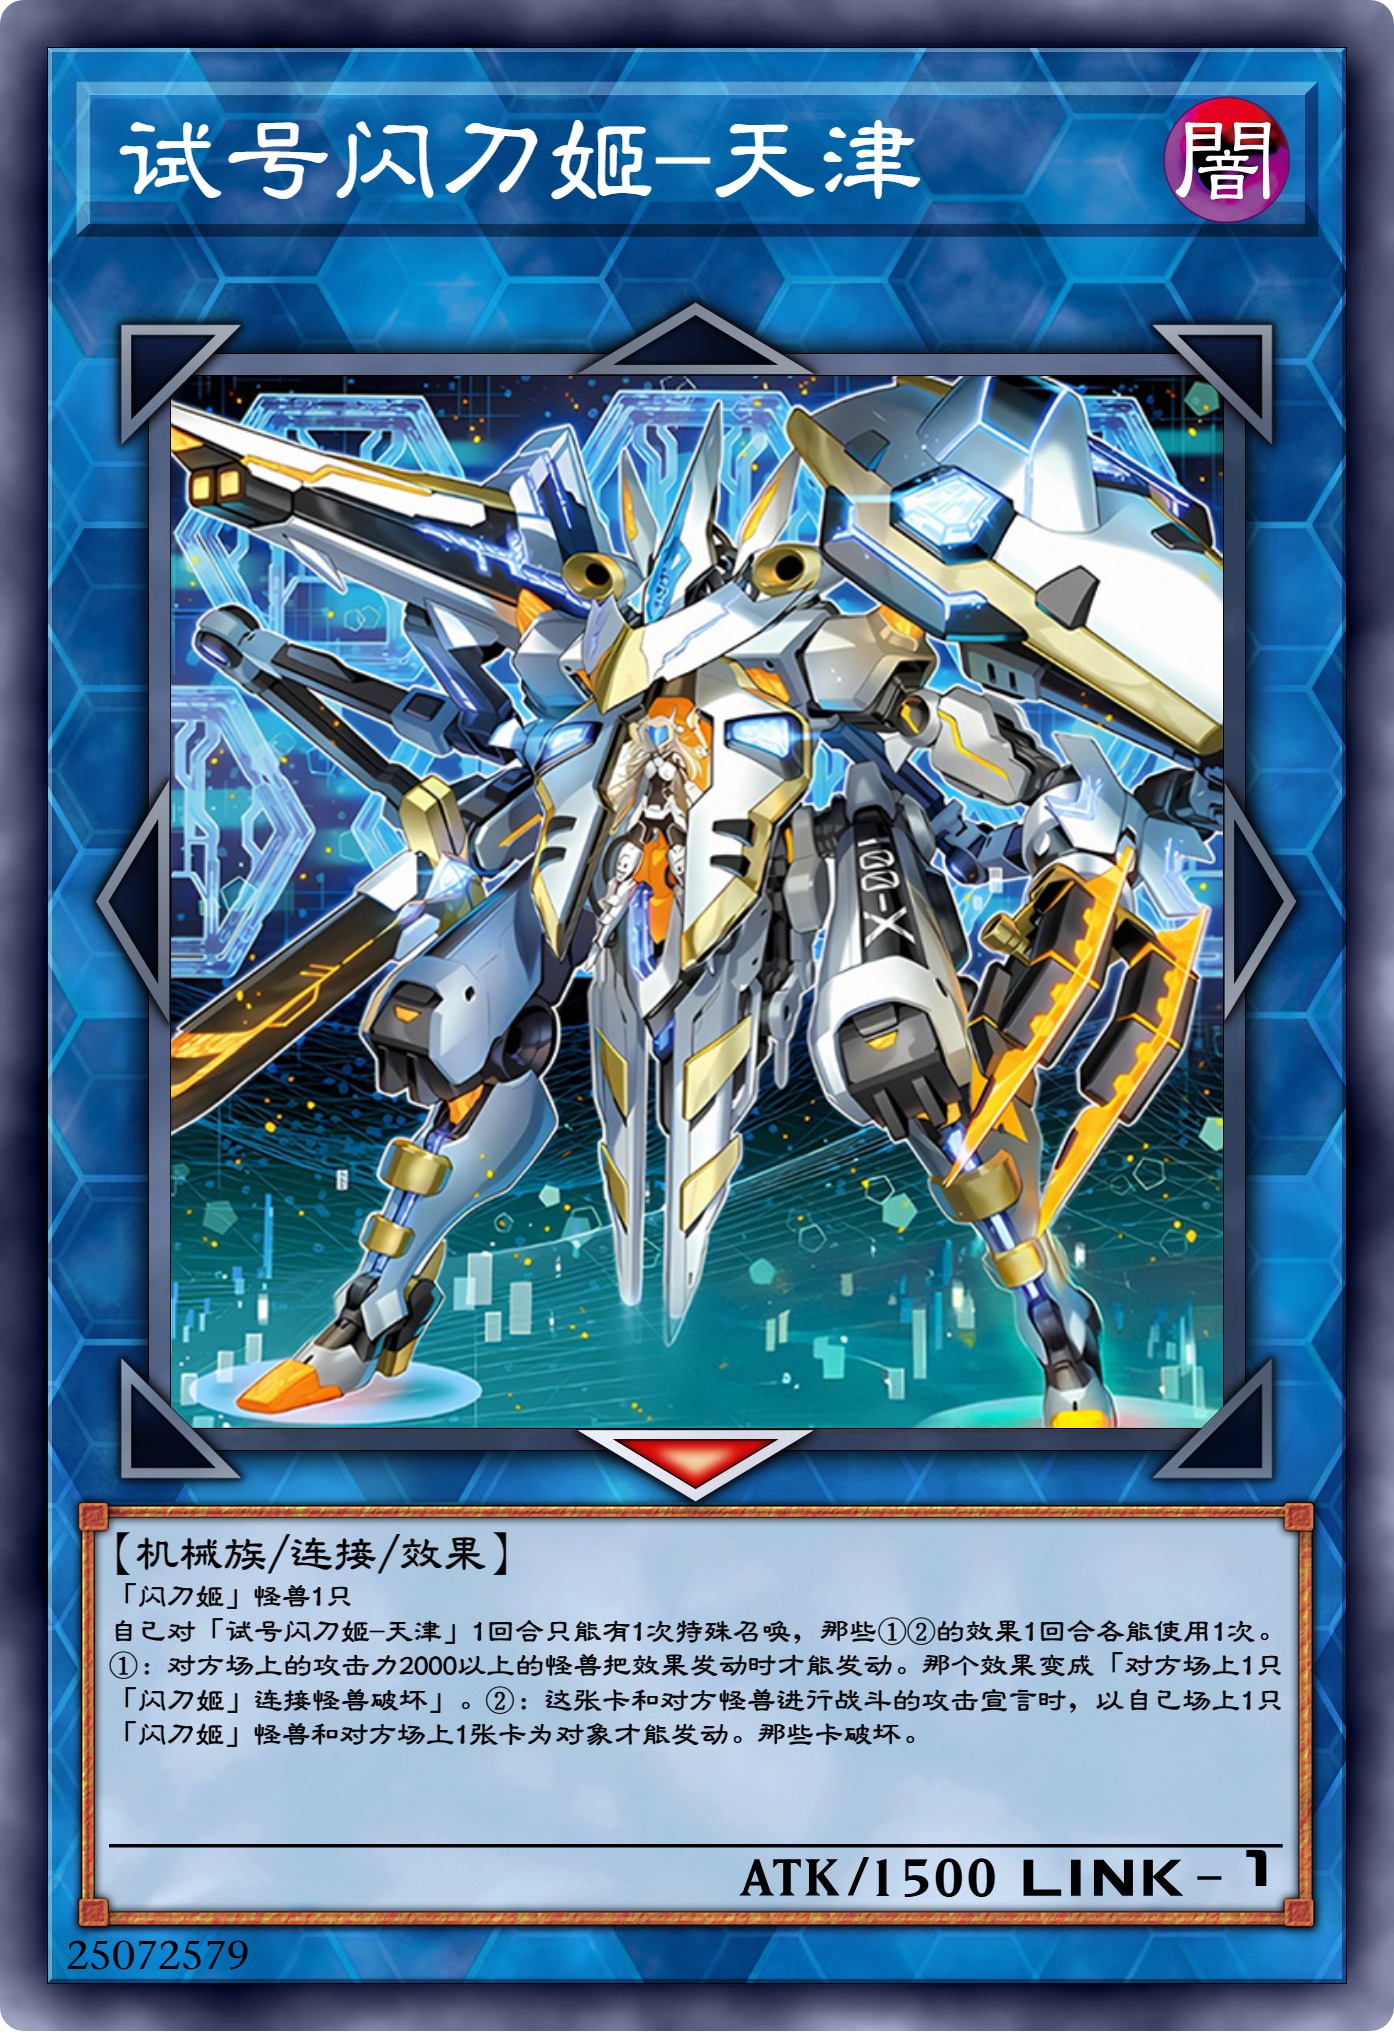 试号闪刀姬-天津
闇
100-X
【机械族/连接/效果】
「闪刀姬」怪兽1只
自己对「试号闪刀姬-天津」1回合只能有1次特殊召唤，那些①②的效果1回合各能使用1次。
①：对方场上的攻击力2000以上的怪兽把效果发动时才能发动。那个效果变成「对方场上1只
「闪刀姬」连接怪兽破坏」。②：这张卡和对方怪兽进行战斗的攻击宣言时，以自己场上1只
「闪刀姬」怪兽和对方场上1张卡为对象才能发动。那些卡破坏。
ATK/1500 LINK-1
25072579